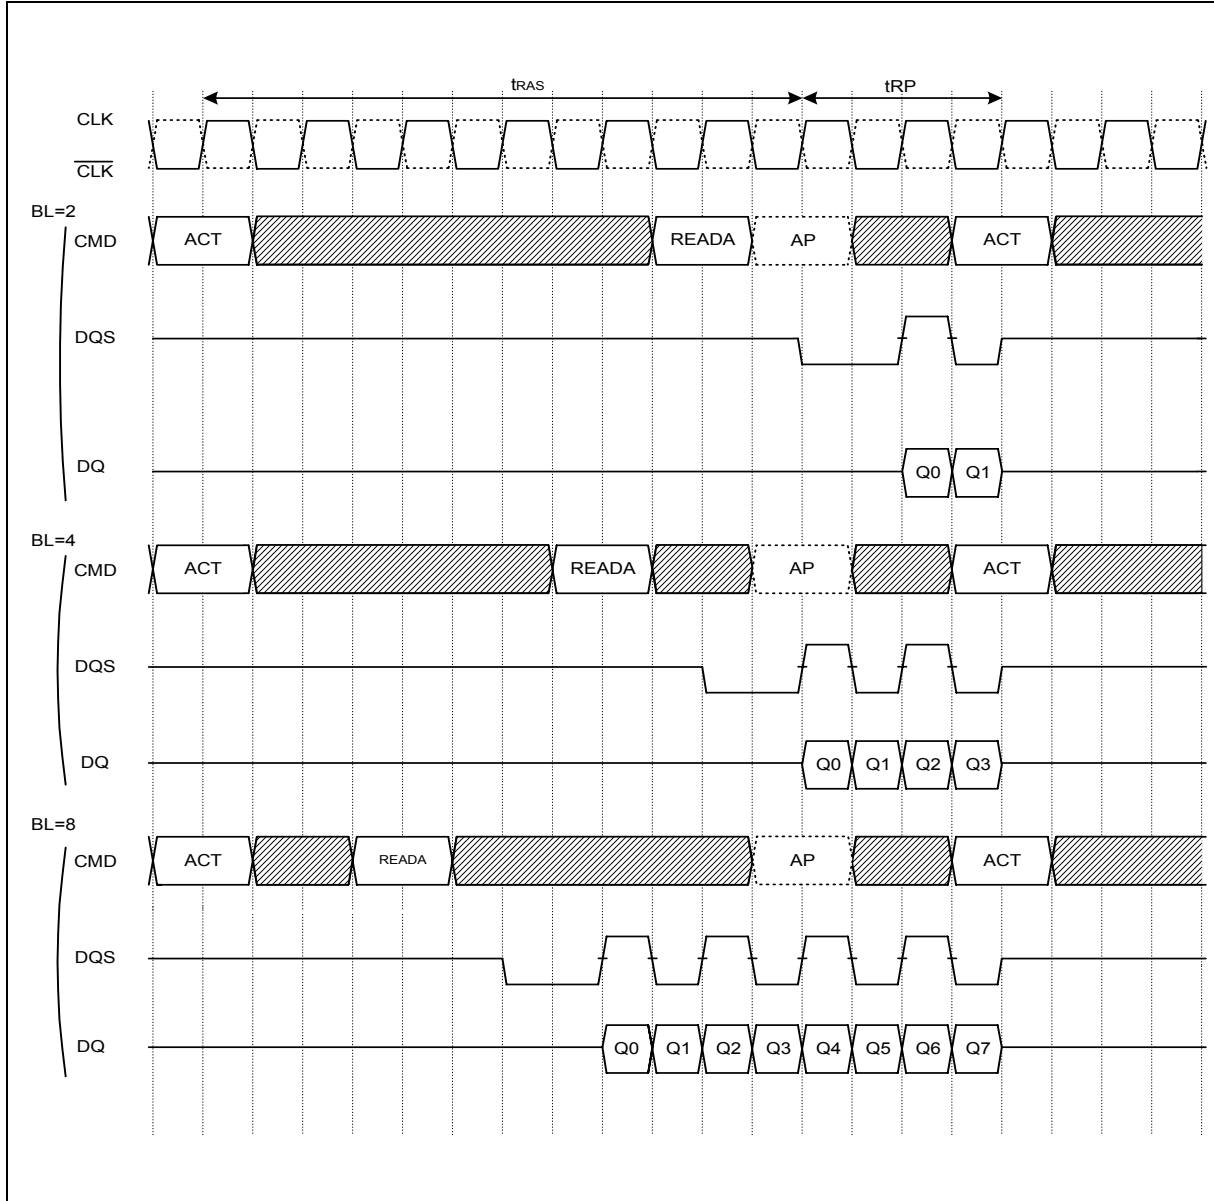 tRAS tRP
CLK
CLK
BL=2
CMD ACT READA AP ACT
DQS
DQ Q0 Q1
BL=4
CMD ACT READA AP ACT
DQS
DQ Q0 Q1 Q2 Q3
BL=8
CMD ACT READA AP ACT
DQS
DQ Q0 Q1 Q2 Q3 Q4 Q5 Q6 Q7